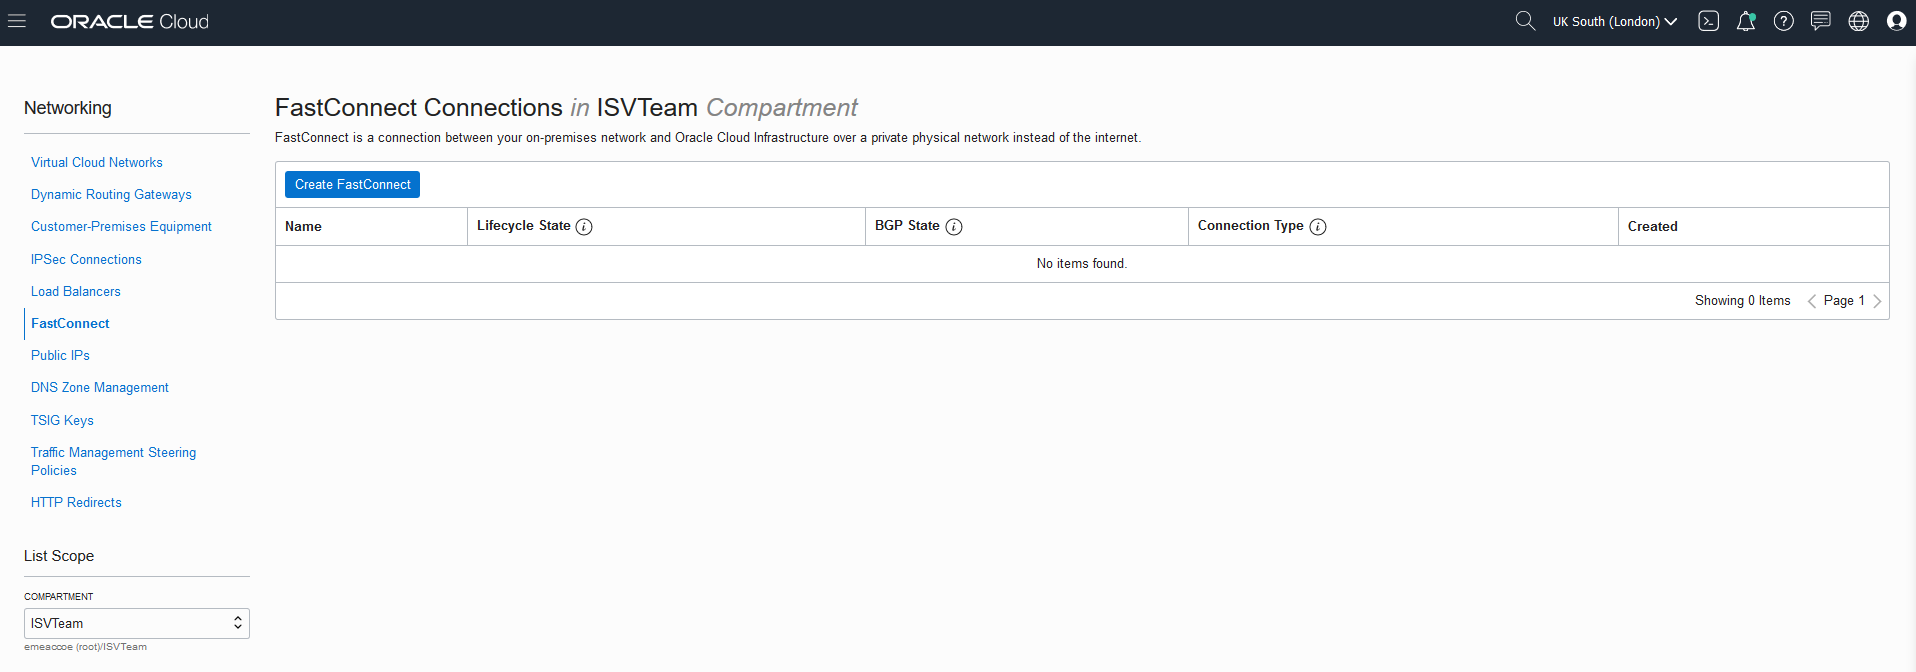 ORACLE Cloud
UK South (London)
Networking
Virtual Cloud Networks
Dynamic Routing Gateways
Customer-Premises Equipment
IPSec Connections
Load Balancers
FastConnect
Public IPs
DNS Zone Management
TSIG Keys
Traffic Management Steering
Policies
HTTP Redirects
List Scope
COMPARTMENT
ISVTeam
emeaccoe (root)/ISVTeam
FastConnect Connections in ISVTeam Compartment
FastConnect is a connection between your on-premises network and Oracle Cloud Infrastructure over a private physical network instead of the internet.
Create FastConnect
Name Lifecycle State i BGP State i Connection Type i Created
No items found.
Showing 0 Items Page 1